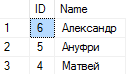 ID Name
1 6 Александр
2 5 Ануфри
3 4 Матвей